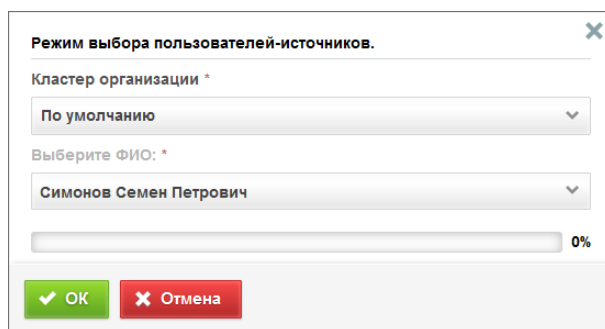 Режим выбора пользователей-источников.
Кластер организации *
По умолчанию
Выберите ФИО: *
Симонов Семен Петрович
0%
ОК
Отмена